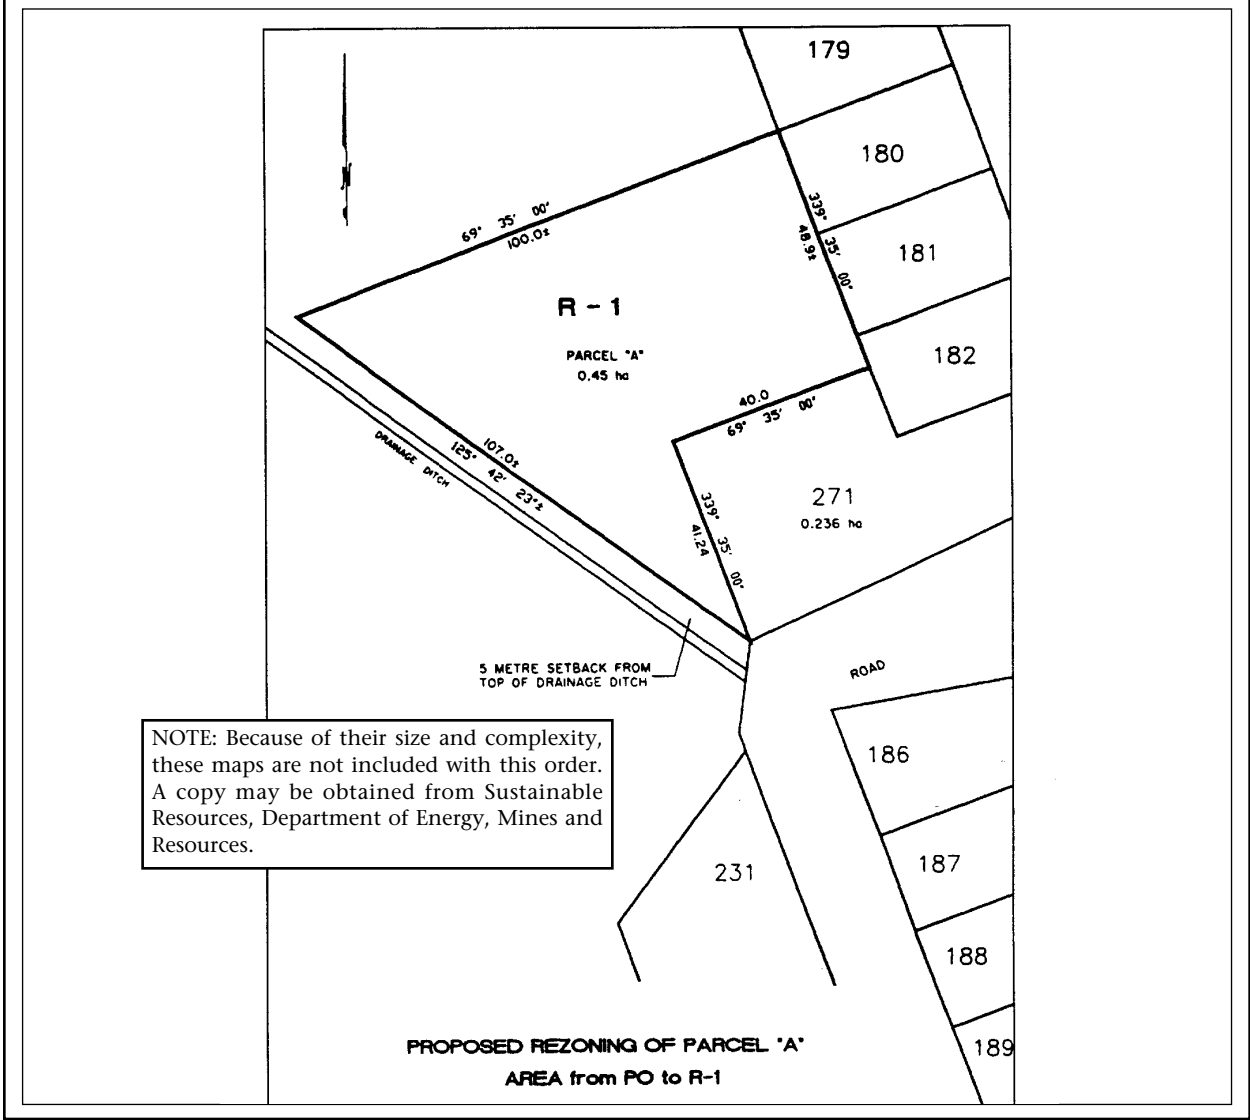 179
180
69° 35' 00"
100.0±
339° 35' 00"
48.9±
181
R - 1
PARCEL "A"
0.45 ha
182
40.0
69° 35' 00"
DRAINAGE DITCH
107.0±
125° 42' 23"±
271
0.236 ha
339° 35' 00"
41.24
5 METRE SETBACK FROM
TOP OF DRAINAGE DITCH
ROAD
NOTE: Because of their size and complexity,
these maps are not included with this order.
A copy may be obtained from Sustainable
Resources, Department of Energy, Mines and
Resources.
186
231
187
188
189
PROPOSED REZONING OF PARCEL "A"
AREA from PO to R-1